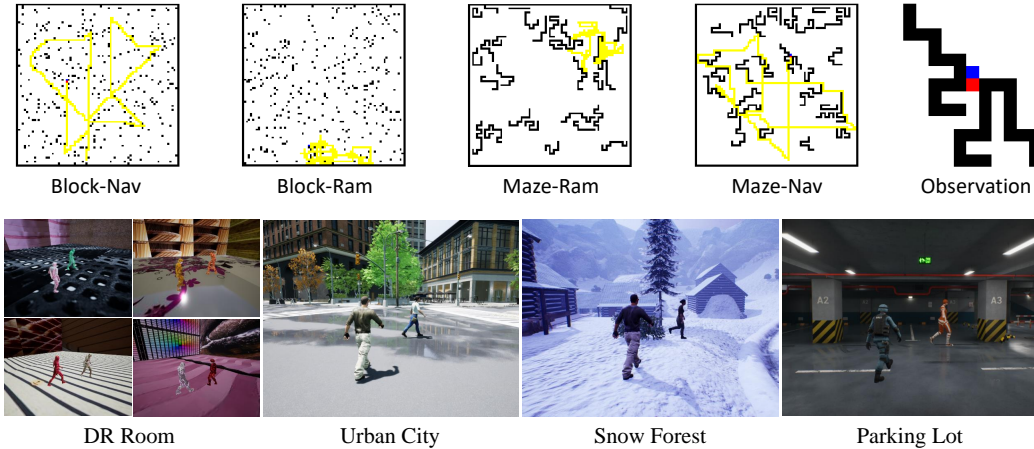 Block-Nav
Block-Ram
Maze-Ram
Maze-Nav
Observation
A2
A3
DR Room
Urban City
Snow Forest
Parking Lot